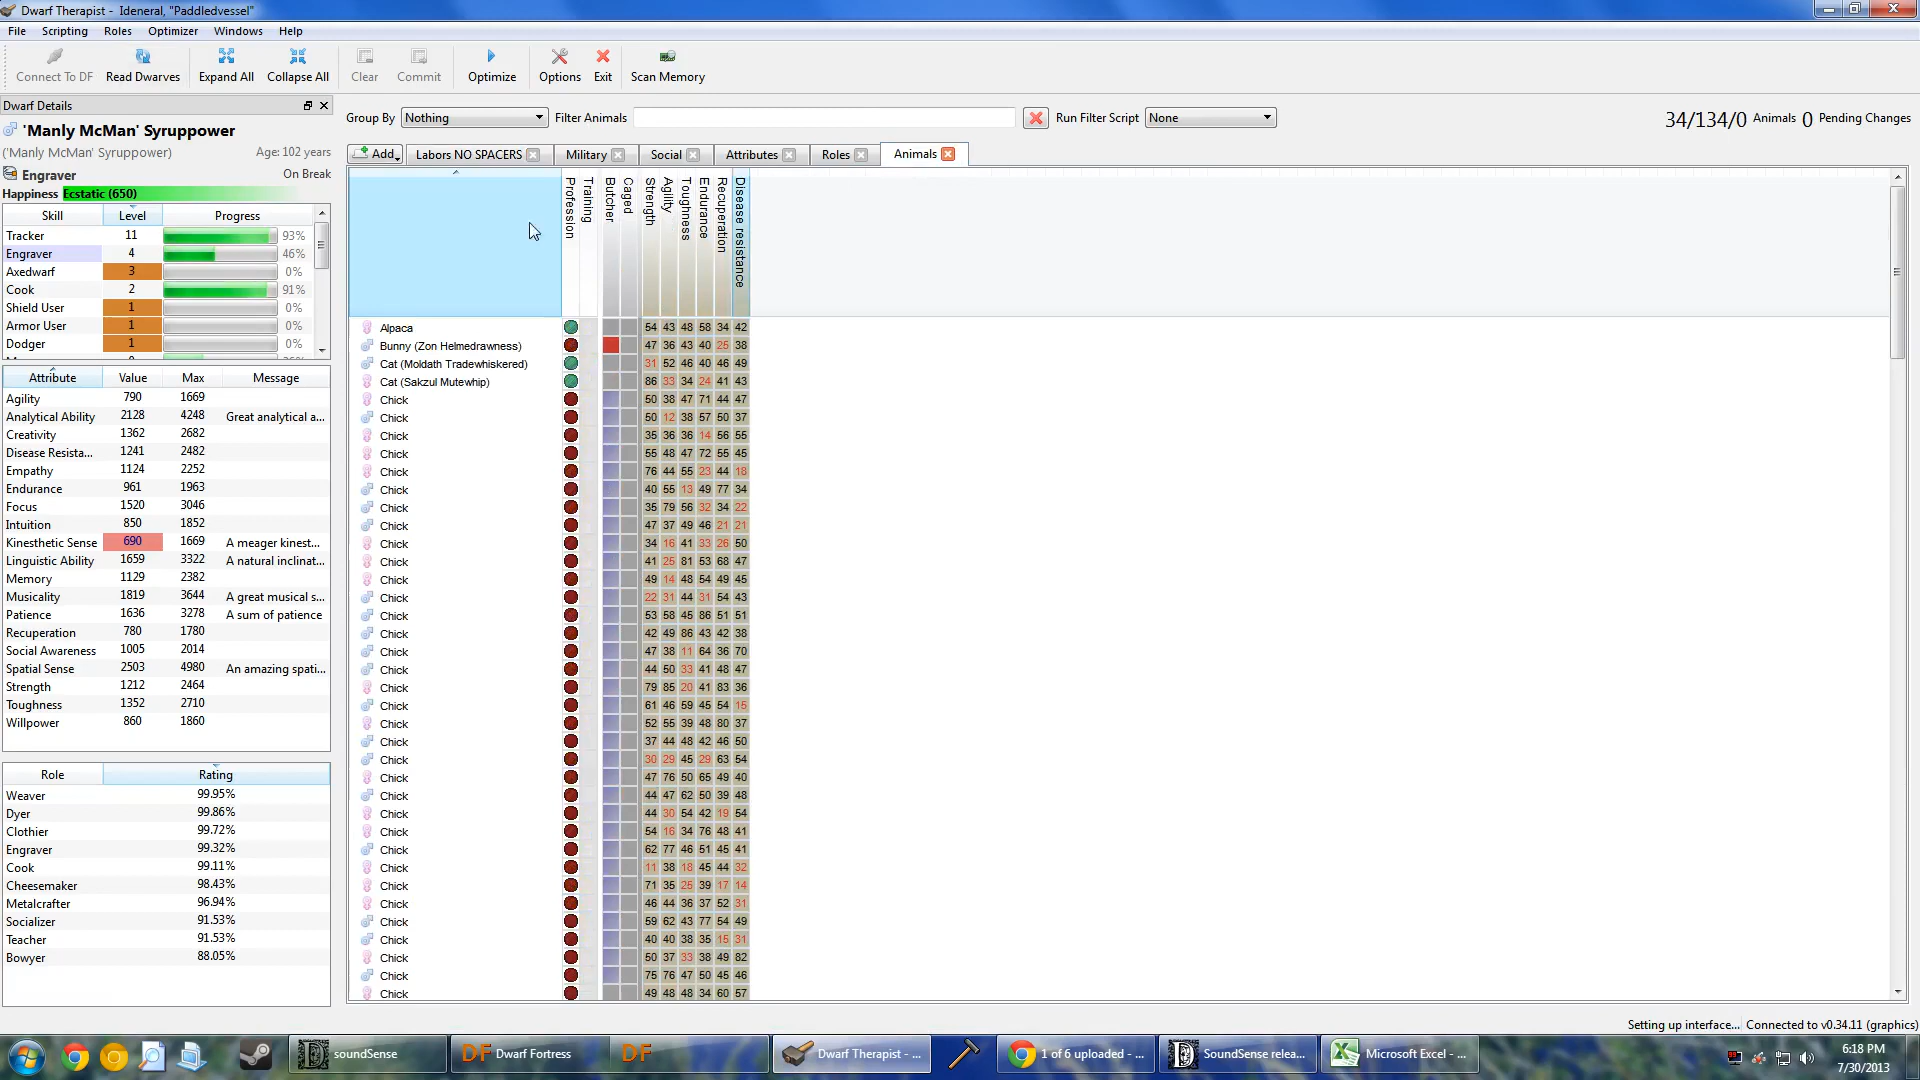 Dwarf Therapist - Ideneral, "Paddledvessel"
File Scripting Roles Optimizer Windows Help
Connect To DF Read Dwarves Expand All Collapse All Clear Commit Optimize Options Exit Scan Memory
Dwarf Details
'Manly McMan' Syruppower
('Manly McMan' Syruppower) Age: 102 years
Engraver On Break
Happiness Ecstatic (650)
Skill Level Progress
Tracker 11 93%
Engraver 4 46%
Axedwarf 3 0%
Cook 2 91%
Shield User 1 0%
Armor User 1 0%
Dodger 1 0%
Attribute Value Max Message
Agility 790 1669
Analytical Ability 2128 4248 Great analytical a...
Creativity 1362 2682
Disease Resista... 1241 2482
Empathy 1124 2252
Endurance 961 1963
Focus 1520 3046
Intuition 850 1852
Kinesthetic Sense 690 1669 A meager kinest...
Linguistic Ability 1659 3322 A natural inclinat...
Memory 1129 2382
Musicality 1819 3644 A great musical s...
Patience 1636 3278 A sum of patience
Recuperation 780 1780
Social Awareness 1005 2014
Spatial Sense 2503 4980 An amazing spati...
Strength 1212 2464
Toughness 1352 2710
Willpower 860 1860
Role Rating
Weaver 99.95%
Dyer 99.86%
Clothier 99.72%
Engraver 99.32%
Cook 99.11%
Cheesemaker 98.43%
Metalcrafter 96.94%
Socializer 91.53%
Teacher 91.53%
Bowyer 88.05%
Group By Nothing Filter Animals Run Filter Script None 34/134/0 Animals 0 Pending Changes
Add Labors NO SPACERS Military Social Attributes Roles Animals
Profession Training Butcher Caged Strength Agility Toughness Endurance Recuperation Disease resistance
Alpaca 54 43 48 58 34 42
Bunny (Zon Helmedrawness) 47 36 43 40 25 38
Cat (Moldath Tradewhiskered) 31 52 46 40 46 49
Cat (Sakzul Mutewhip) 86 33 34 24 41 43
Chick 50 38 47 71 44 47
Chick 50 12 38 57 50 37
Chick 35 36 36 14 56 55
Chick 55 48 47 72 55 45
Chick 76 44 55 23 44 18
Chick 40 55 13 49 77 34
Chick 35 79 56 32 34 22
Chick 47 37 49 46 21 21
Chick 34 16 41 33 26 50
Chick 41 25 81 53 68 47
Chick 49 14 48 54 49 45
Chick 22 31 44 31 54 43
Chick 53 58 45 86 51 51
Chick 42 49 86 43 42 38
Chick 47 38 11 64 36 70
Chick 44 50 33 41 48 47
Chick 79 85 20 41 83 36
Chick 61 46 59 45 54 15
Chick 52 55 39 48 80 37
Chick 37 44 48 42 46 50
Chick 30 29 45 29 63 54
Chick 47 76 50 65 49 40
Chick 44 47 62 50 39 48
Chick 44 30 54 42 19 54
Chick 54 16 34 76 48 41
Chick 62 77 46 51 45 41
Chick 11 38 18 45 44 32
Chick 71 35 25 39 17 14
Chick 46 44 36 37 52 31
Chick 59 62 43 77 54 49
Chick 40 40 38 35 15 31
Chick 50 37 33 38 49 82
Chick 75 76 47 50 45 46
Chick 49 48 48 34 60 57
Setting up interface... Connected to v0.34.11 (graphics)
soundSense DF Dwarf Fortress DF Dwarf Therapist - ... 1 of 6 uploaded - ... SoundSense relea... Microsoft Excel - ... 6:18 PM
7/30/2013